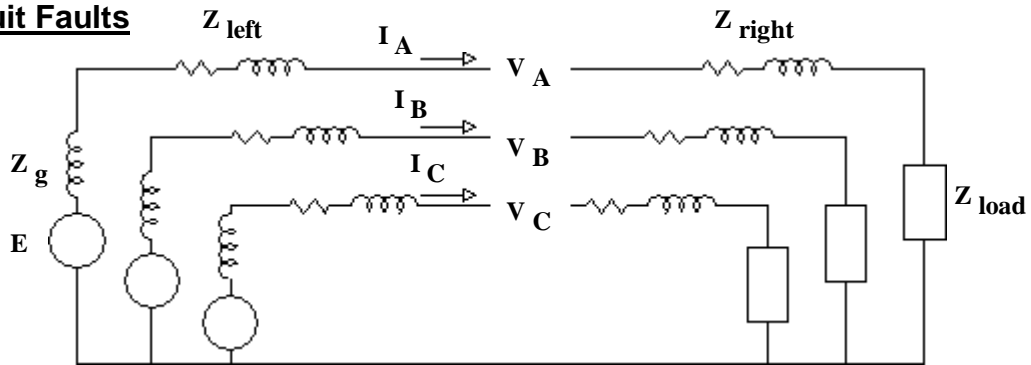 uit Faults
Z left
I A
Z right
V A
I B
V B
Z g
I C
V C
Z load
E